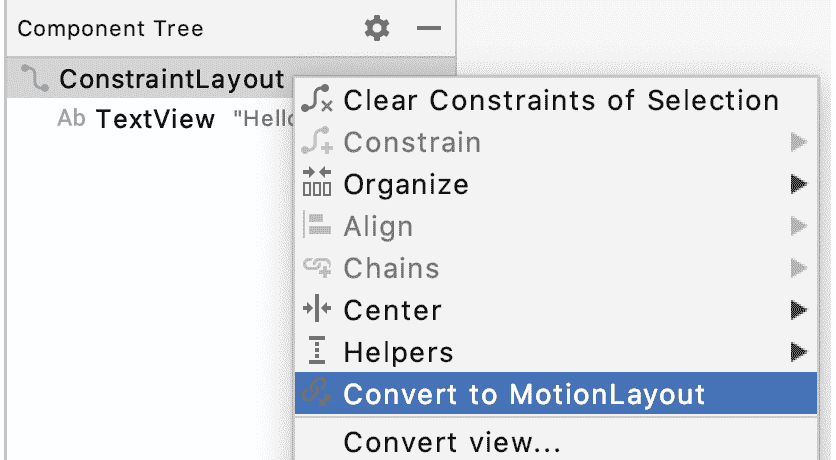 Component Tree
ConstraintLayout
Ab TextView "Hello
Clear Constraints of Selection
Constrain
Organize
Align
Chains
Center
Helpers
Convert to MotionLayout
Convert view...